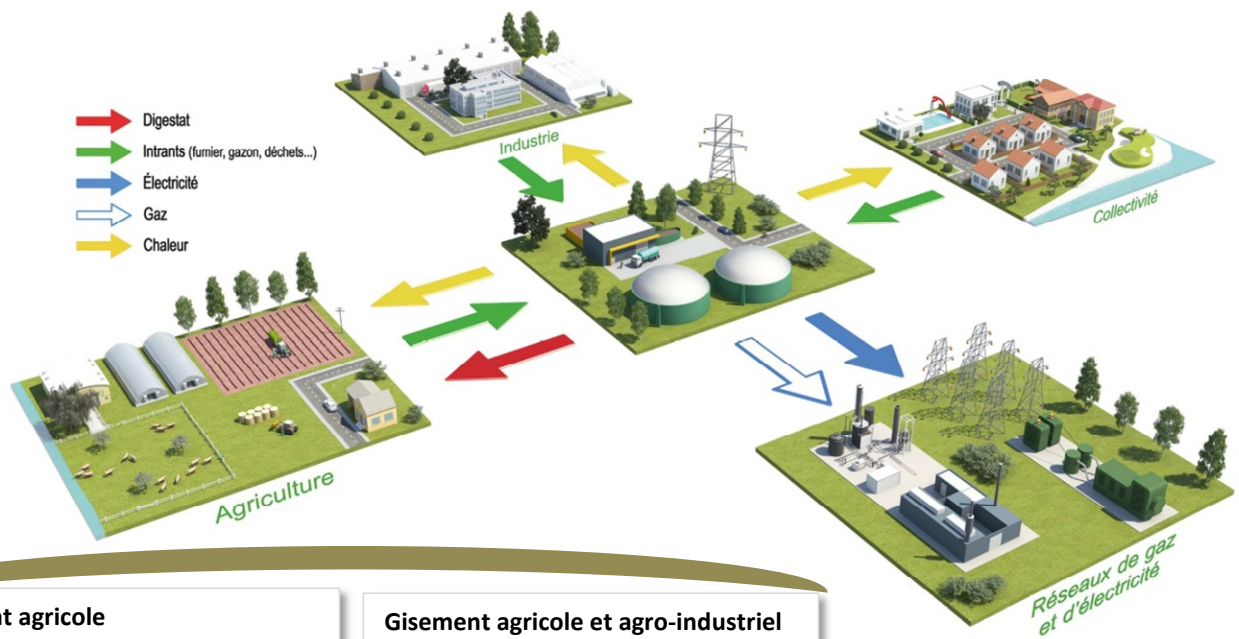 Digestat
Intrants (fumier, gazon, déchets...)
Électricité
Gaz
Chaleur
Industrie
Collectivité
Agriculture
Réseaux de gaz
et d'électricité
agricole
Gisement agricole et agro-industriel